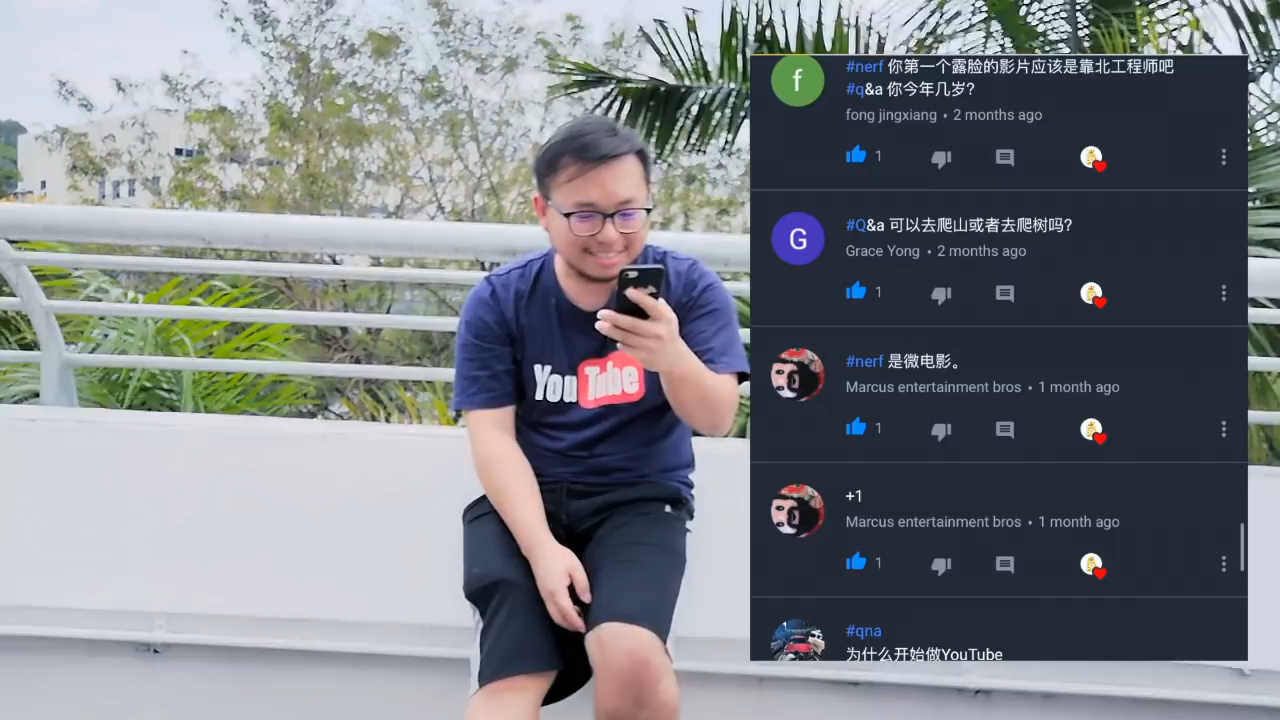 YouTube
f
#nerf 你第一个露脸的影片应该是靠北工程师吧
#q&a 你今年几岁?
fong jingxiang • 2 months ago
1
G
#Q&a 可以去爬山或者去爬树吗?
Grace Yong • 2 months ago
1
#nerf 是微电影。
Marcus entertainment bros • 1 month ago
1
+1
Marcus entertainment bros • 1 month ago
1
#qna
为什么开始做YouTube